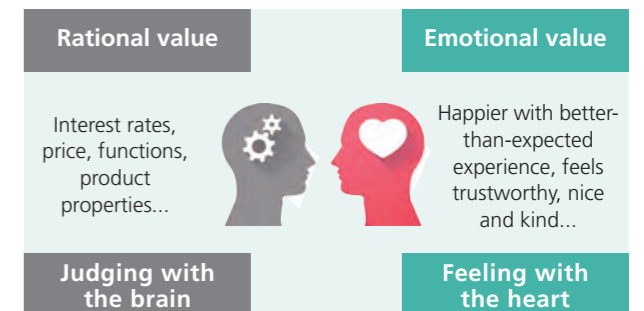 Rational value
Emotional value
Interest rates,
price, functions,
product
properties...
Happier with better-
than-expected
experience, feels
trustworthy, nice
and kind...
Judging with
the brain
Feeling with
the heart